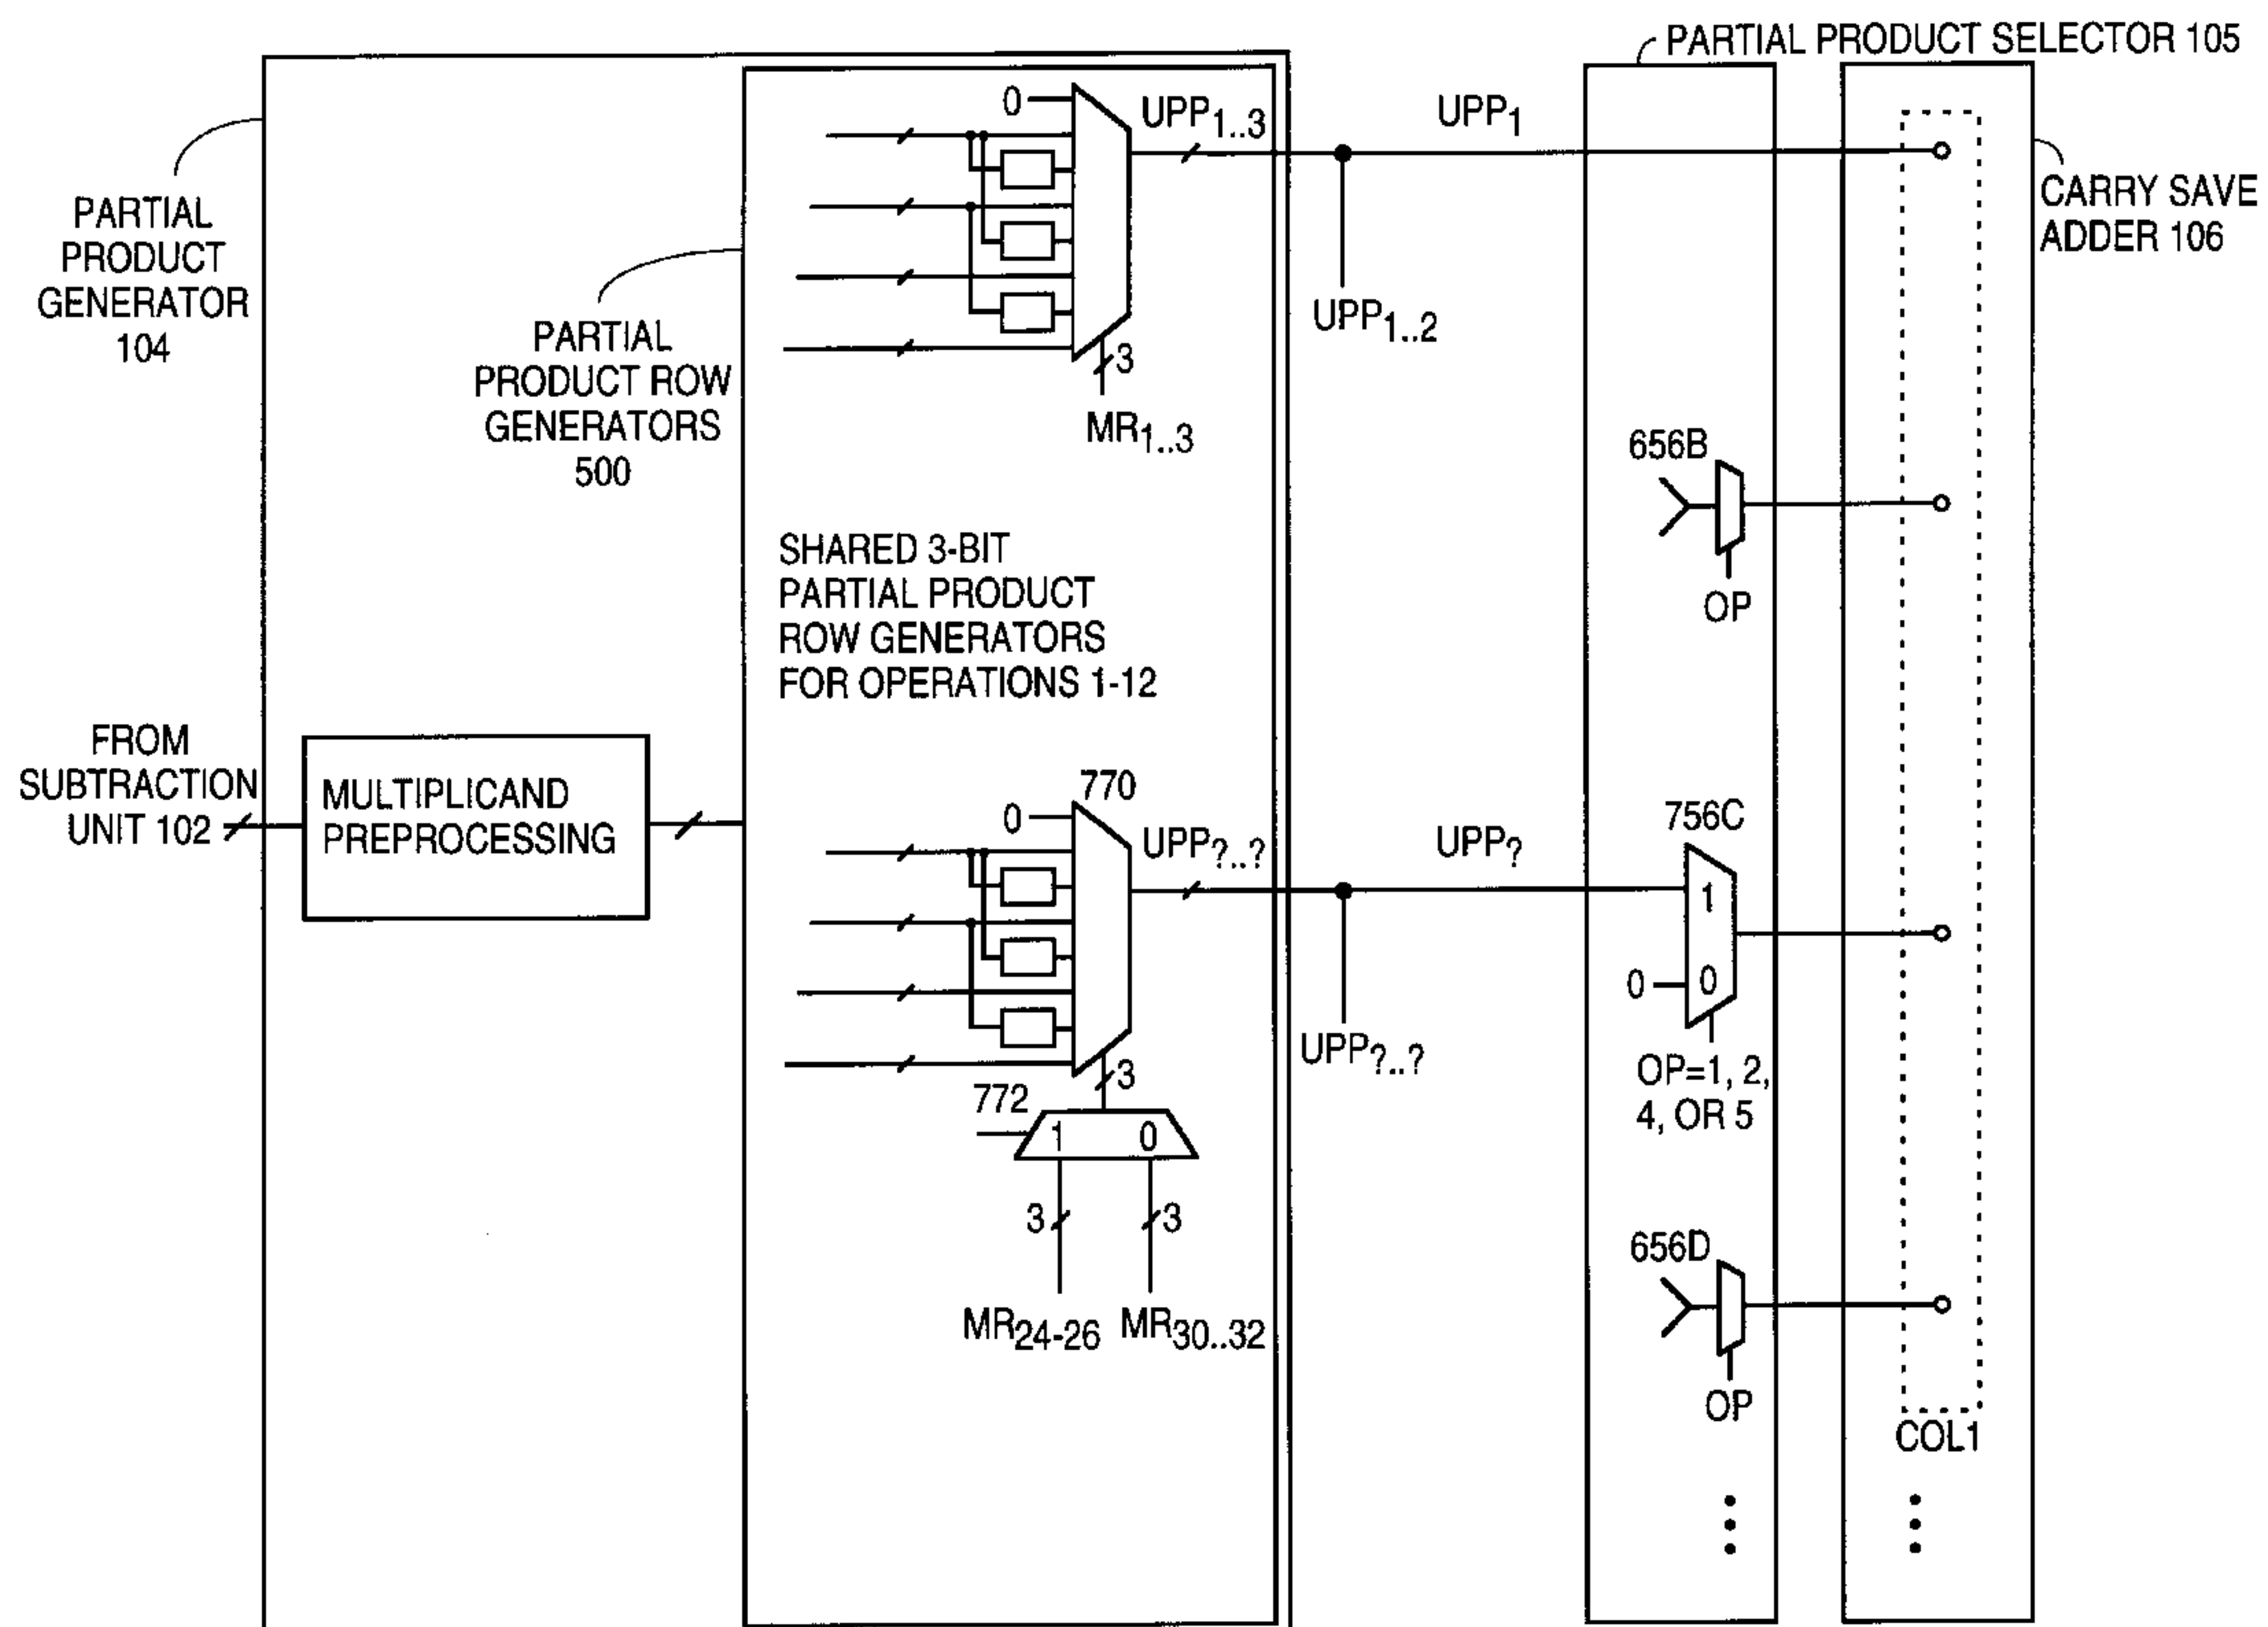 PARTIAL PRODUCT SELECTOR 105
0
UPP1..3
UPP1
PARTIAL
PRODUCT
GENERATOR
104
CARRY SAVE
ADDER 106
UPP1..2
PARTIAL
PRODUCT ROW
GENERATORS
500
3
MR1..3
656B
OP
SHARED 3-BIT
PARTIAL PRODUCT
ROW GENERATORS
FOR OPERATIONS 1-12
FROM
SUBTRACTION
UNIT 102
MULTIPLICAND
PREPROCESSING
770
0
UPP?..?
UPP?
756C
1
0
0
UPP?..?
OP=1, 2,
4, OR 5
3
772
1
0
3
3
MR24-26
MR30..32
656D
OP
COL1